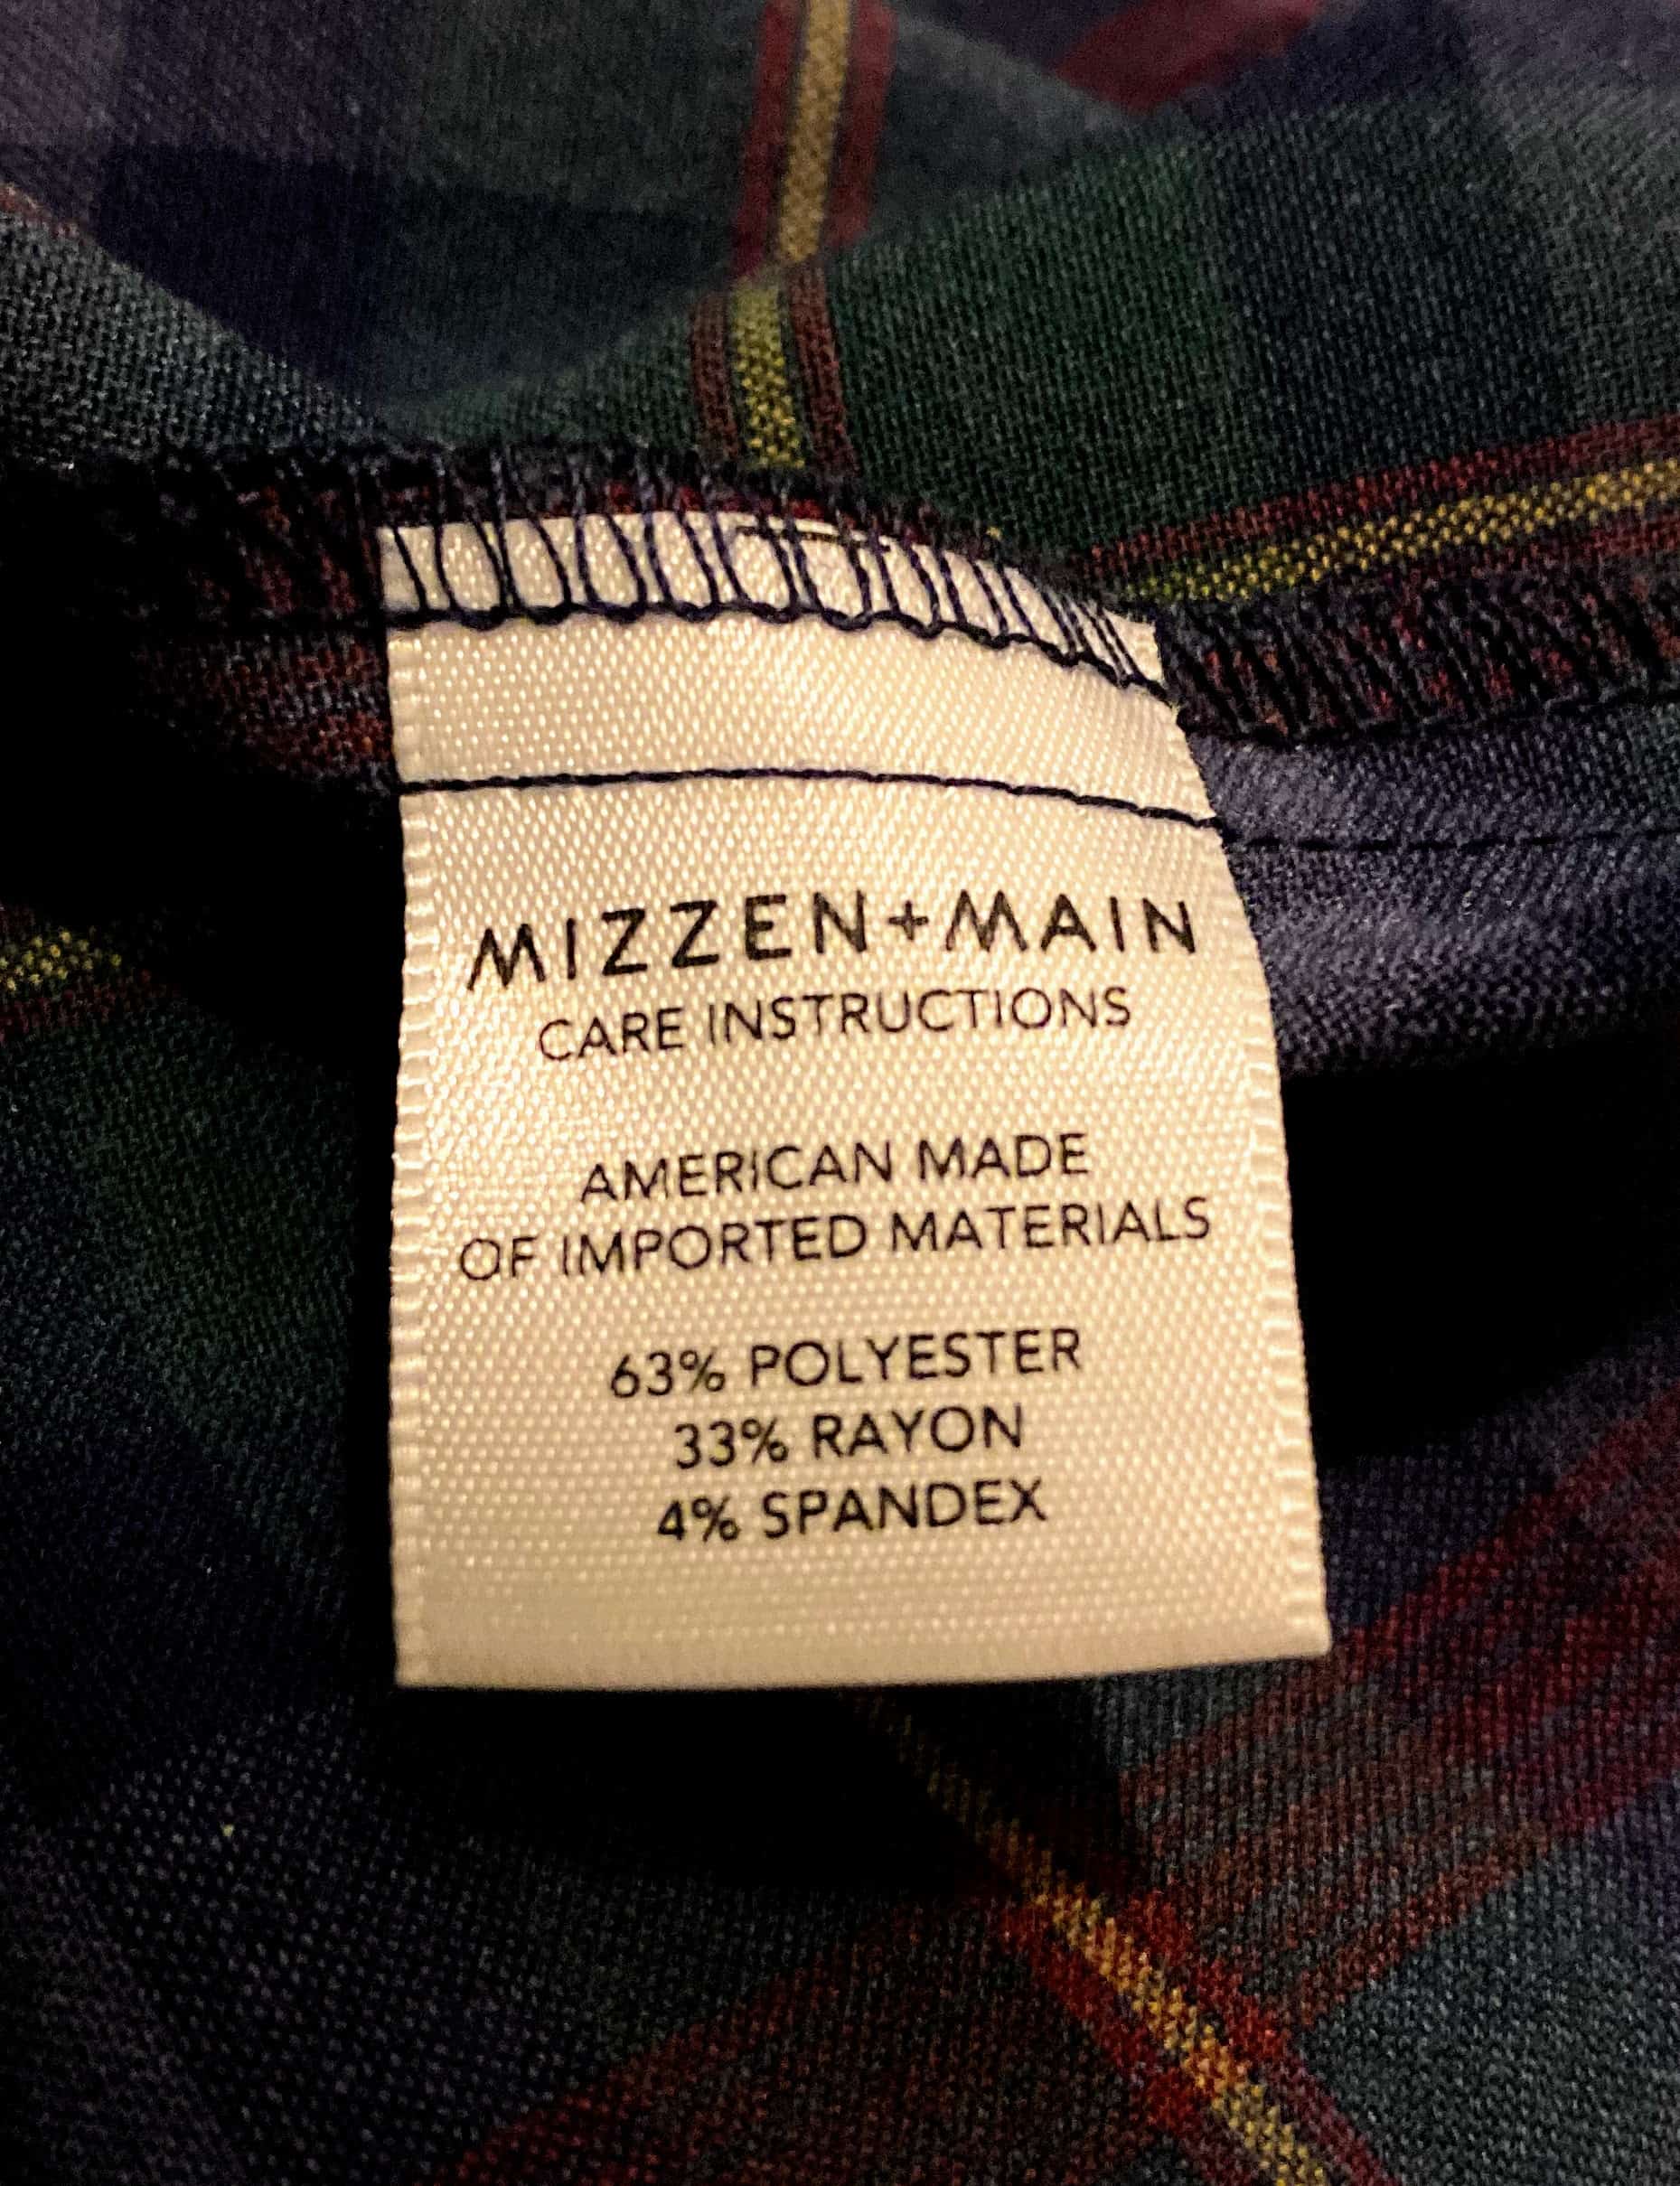 MIZZEN+MAIN
CARE INSTRUCTIONS
AMERICAN MADE
OF IMPORTED MATERIALS
63% POLYESTER
33% RAYON
4% SPANDEX